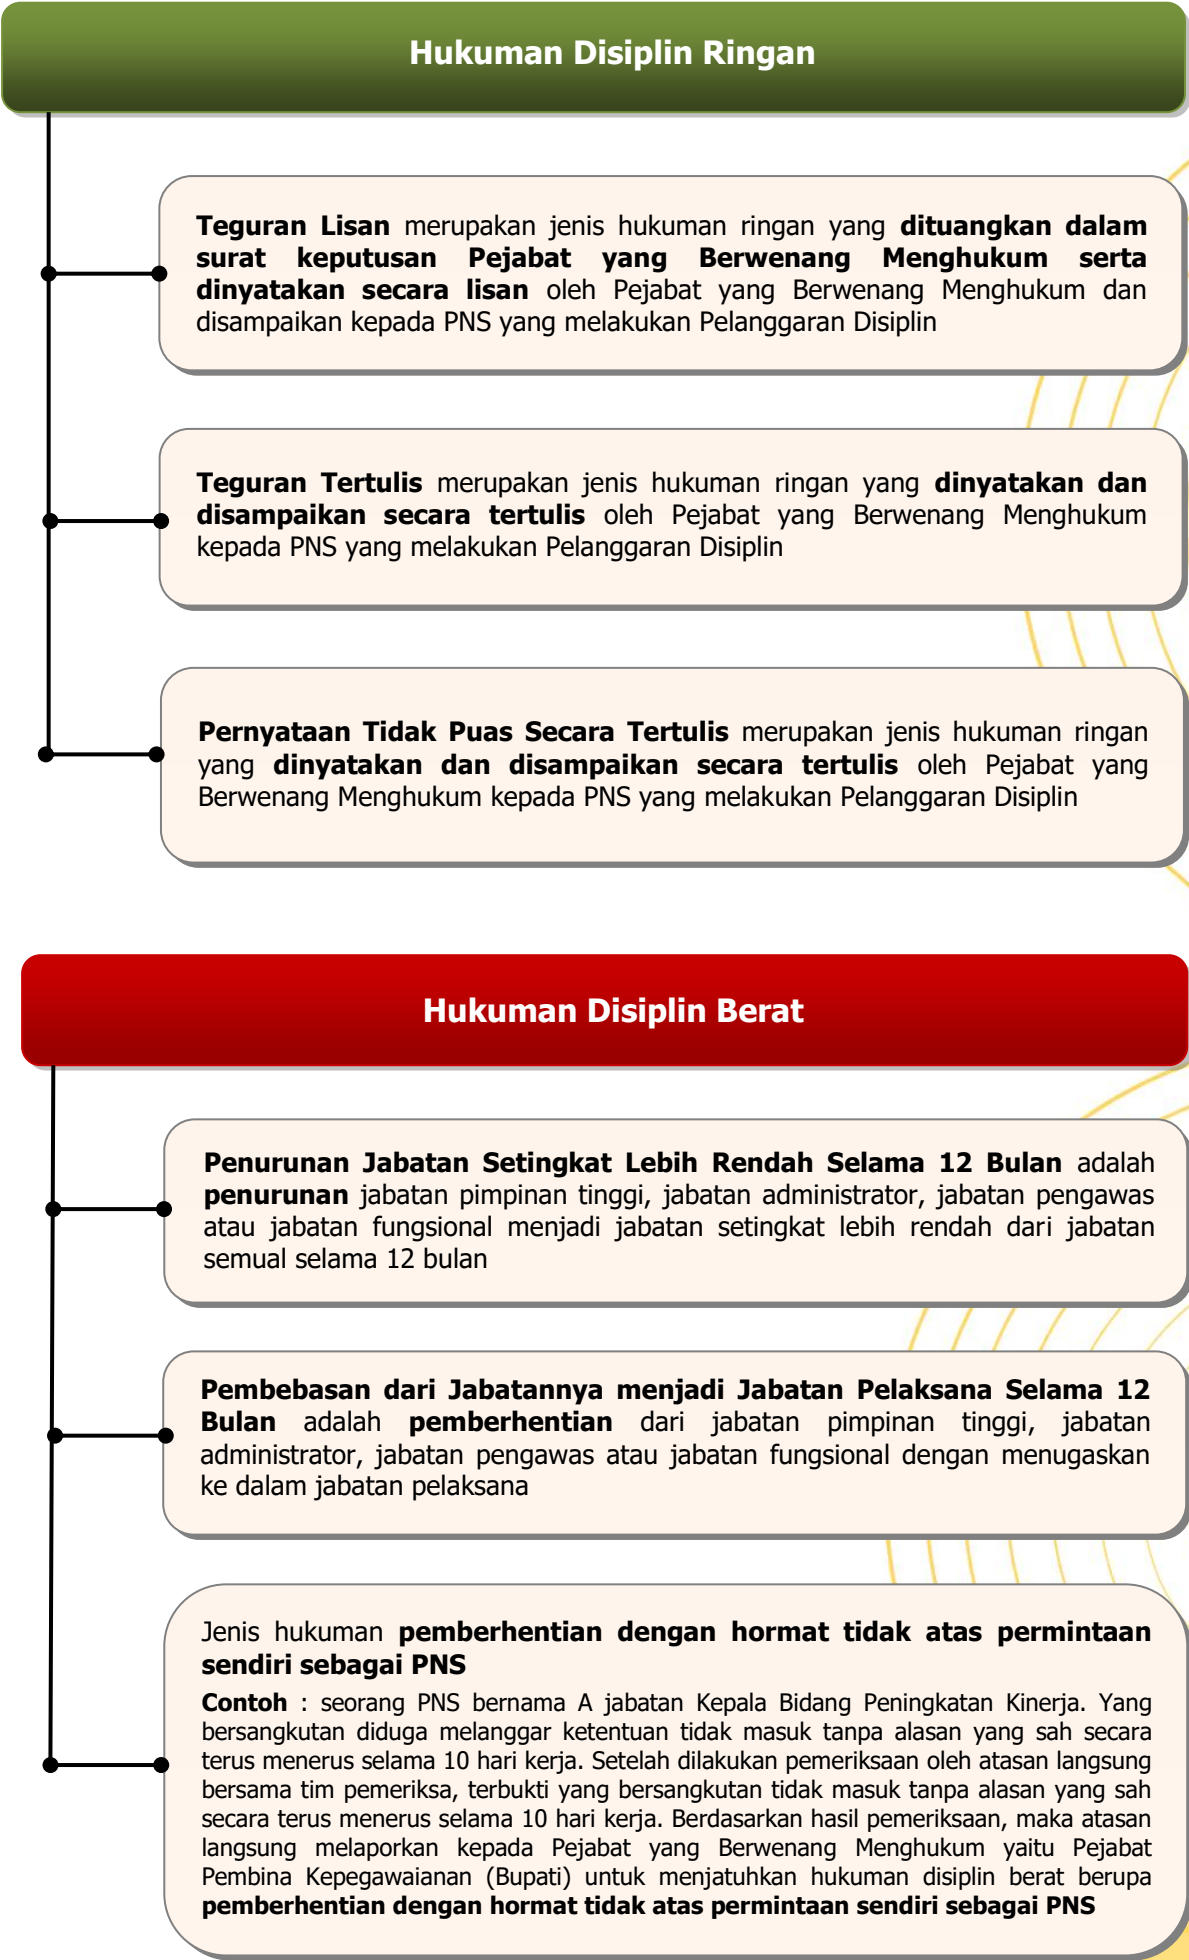 Hukuman Disiplin Ringan
Teguran Lisan merupakan jenis hukuman ringan yang dituangkan dalam
surat keputusan Pejabat yang Berwenang Menghukum serta
dinyatakan secara lisan oleh Pejabat yang Berwenang Menghukum dan
disampaikan kepada PNS yang melakukan Pelanggaran Disiplin
Teguran Tertulis merupakan jenis hukuman ringan yang dinyatakan dan
disampaikan secara tertulis oleh Pejabat yang Berwenang Menghukum
kepada PNS yang melakukan Pelanggaran Disiplin
Pernyataan Tidak Puas Secara Tertulis merupakan jenis hukuman ringan
yang dinyatakan dan disampaikan secara tertulis oleh Pejabat yang
Berwenang Menghukum kepada PNS yang melakukan Pelanggaran Disiplin
Hukuman Disiplin Berat
Penurunan Jabatan Setingkat Lebih Rendah Selama 12 Bulan adalah
penurunan jabatan pimpinan tinggi, jabatan administrator, jabatan pengawas
atau jabatan fungsional menjadi jabatan setingkat lebih rendah dari jabatan
semual selama 12 bulan
Pembebasan dari Jabatannya menjadi Jabatan Pelaksana Selama 12
Bulan adalah pemberhentian dari jabatan pimpinan tinggi, jabatan
administrator, jabatan pengawas atau jabatan fungsional dengan menugaskan
ke dalam jabatan pelaksana
Jenis hukuman pemberhentian dengan hormat tidak atas permintaan
sendiri sebagai PNS
Contoh : seorang PNS bernama A jabatan Kepala Bidang Peningkatan Kinerja. Yang
bersangkutan diduga melanggar ketentuan tidak masuk tanpa alasan yang sah secara
terus menerus selama 10 hari kerja. Setelah dilakukan pemeriksaan oleh atasan langsung
bersama tim pemeriksa, terbukti yang bersangkutan tidak masuk tanpa alasan yang sah
secara terus menerus selama 10 hari kerja. Berdasarkan hasil pemeriksaan, maka atasan
langsung melaporkan kepada Pejabat yang Berwenang Menghukum yaitu Pejabat
Pembina Kepegawaianan (Bupati) untuk menjatuhkan hukuman disiplin berat berupa
pemberhentian dengan hormat tidak atas permintaan sendiri sebagai PNS